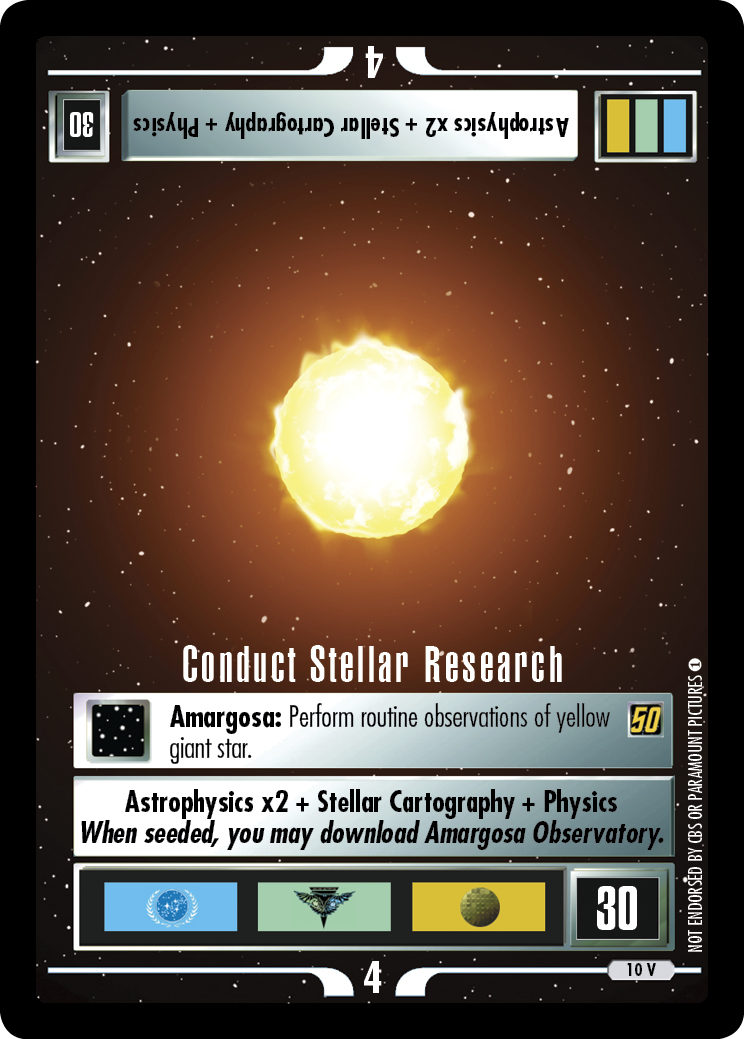 4
30
Astrophysics x2 + Stellar Cartography + Physics
Conduct Stellar Research
Amargosa: Perform routine observations of yellow
giant star.
50
Astrophysics x2 + Stellar Cartography + Physics
When seeded, you may download Amargosa Observatory.
30
4
10 V
NOT ENDORSED BY CBS OR PARAMOUNT PICTURES 1